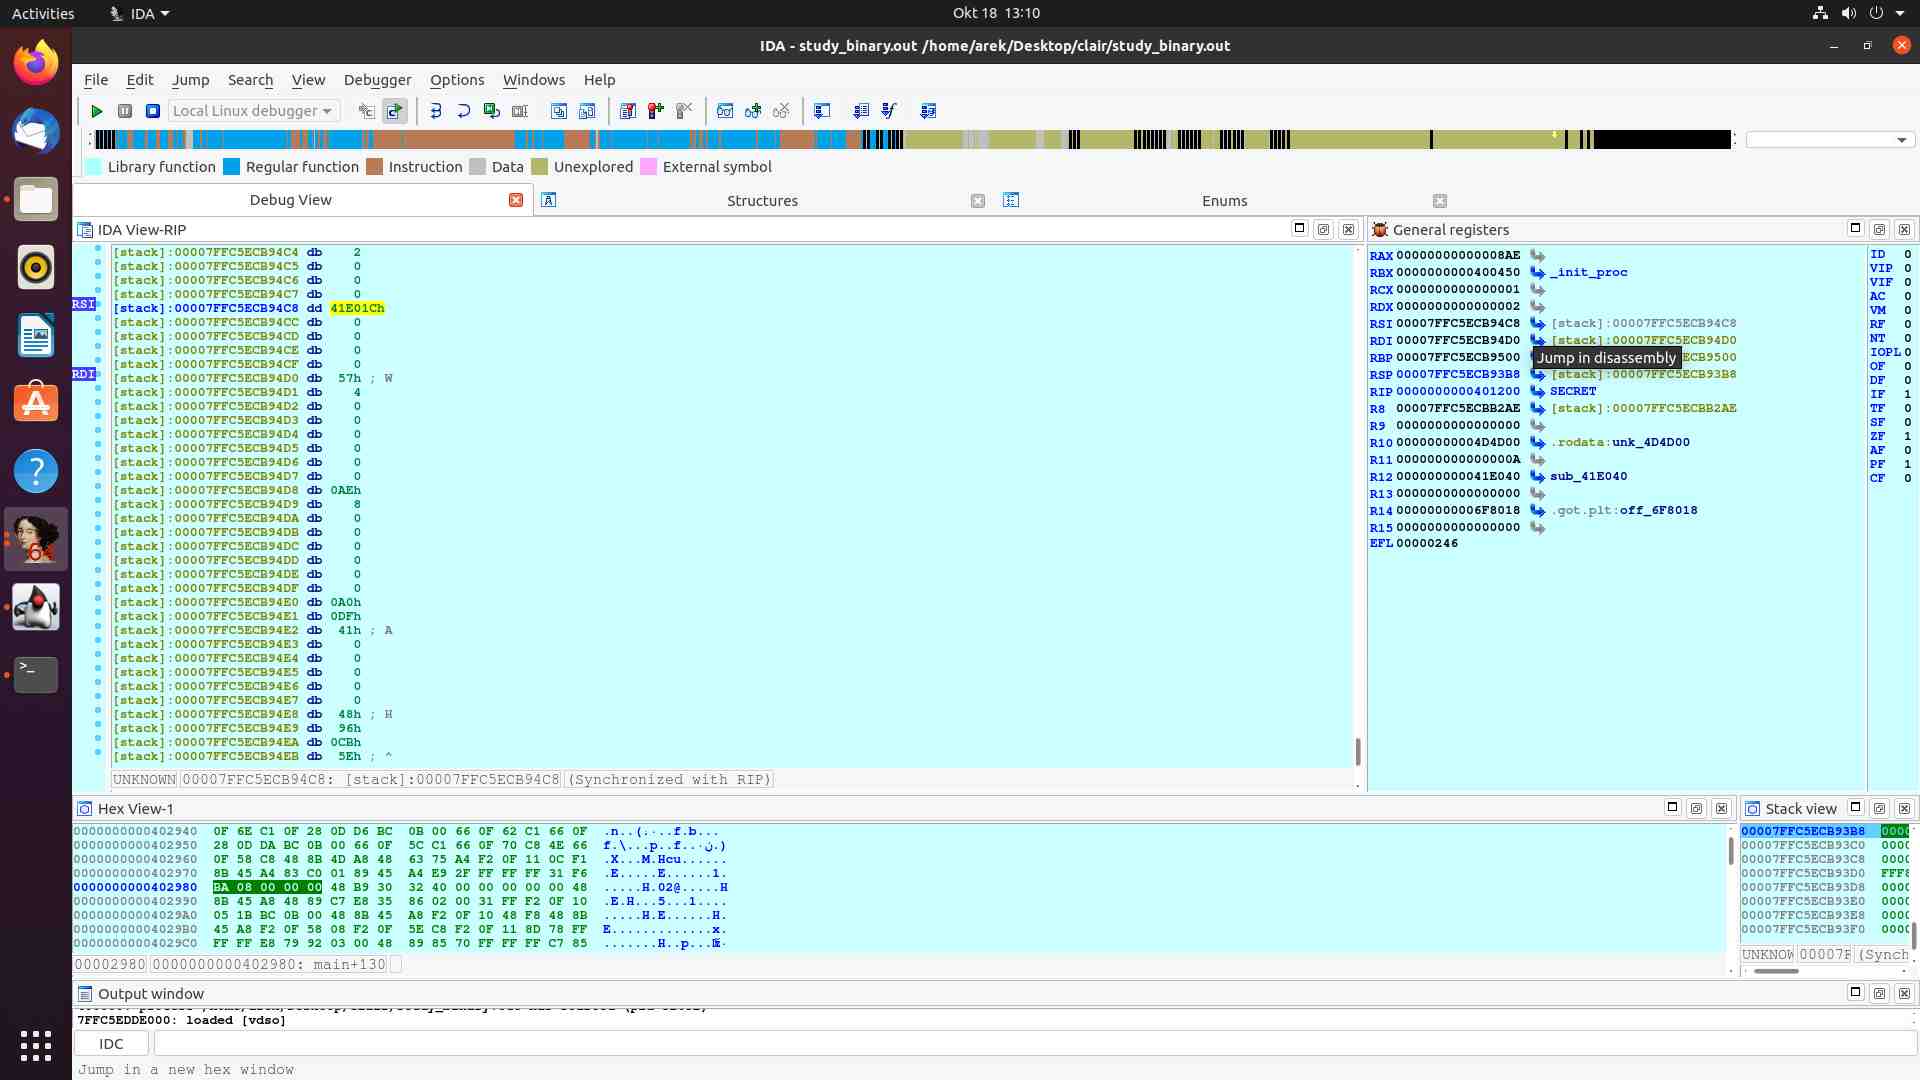 Activities IDA Okt 18 13:10
IDA - study_binary.out /home/arek/Desktop/clair/study_binary.out
File Edit Jump Search View Debugger Options Windows Help
Local Linux debugger
Library function Regular function Instruction Data Unexplored External symbol
Debug View Structures Enums
IDA View-RIP
[stack]:00007FFC5ECB94C4 db 2
[stack]:00007FFC5ECB94C5 db 0
[stack]:00007FFC5ECB94C6 db 0
[stack]:00007FFC5ECB94C7 db 0
RSI [stack]:00007FFC5ECB94C8 dd 41E01Ch
[stack]:00007FFC5ECB94CC db 0
[stack]:00007FFC5ECB94CD db 0
[stack]:00007FFC5ECB94CE db 0
[stack]:00007FFC5ECB94CF db 0
RDI [stack]:00007FFC5ECB94D0 db 57h ; W
[stack]:00007FFC5ECB94D1 db 4
[stack]:00007FFC5ECB94D2 db 0
[stack]:00007FFC5ECB94D3 db 0
[stack]:00007FFC5ECB94D4 db 0
[stack]:00007FFC5ECB94D5 db 0
[stack]:00007FFC5ECB94D6 db 0
[stack]:00007FFC5ECB94D7 db 0
[stack]:00007FFC5ECB94D8 db 0AEh
[stack]:00007FFC5ECB94D9 db 8
[stack]:00007FFC5ECB94DA db 0
[stack]:00007FFC5ECB94DB db 0
[stack]:00007FFC5ECB94DC db 0
[stack]:00007FFC5ECB94DD db 0
[stack]:00007FFC5ECB94DE db 0
[stack]:00007FFC5ECB94DF db 0
[stack]:00007FFC5ECB94E0 db 0A0h
[stack]:00007FFC5ECB94E1 db 0DFh
[stack]:00007FFC5ECB94E2 db 41h ; A
[stack]:00007FFC5ECB94E3 db 0
[stack]:00007FFC5ECB94E4 db 0
[stack]:00007FFC5ECB94E5 db 0
[stack]:00007FFC5ECB94E6 db 0
[stack]:00007FFC5ECB94E7 db 0
[stack]:00007FFC5ECB94E8 db 48h ; H
[stack]:00007FFC5ECB94E9 db 96h
[stack]:00007FFC5ECB94EA db 0CBh
[stack]:00007FFC5ECB94EB db 5Eh ; ^
UNKNOWN 00007FFC5ECB94C8: [stack]:00007FFC5ECB94C8 (Synchronized with RIP)
General registers
RAX 00000000000008AE
RBX 0000000000400450 _init_proc
RCX 0000000000000001
RDX 0000000000000002
RSI 00007FFC5ECB94C8 [stack]:00007FFC5ECB94C8
RDI 00007FFC5ECB94D0 [stack]:00007FFC5ECB94D0
RBP 00007FFC5ECB9500 Jump in disassembly CB9500
RSP 00007FFC5ECB93B8 [stack]:00007FFC5ECB93B8
RIP 0000000000401200 SECRET
R8 00007FFC5ECBB2AE [stack]:00007FFC5ECBB2AE
R9 0000000000000000
R10 00000000004D4D00 .rodata:unk_4D4D00
R11 000000000000000A
R12 000000000041E040 sub_41E040
R13 0000000000000000
R14 00000000006F8018 .got.plt:off_6F8018
R15 0000000000000000
EFL 00000246
ID 0
VIP 0
VIF 0
AC 0
VM 0
RF 0
NT 0
IOPL 0
OF 0
DF 0
IF 1
TF 0
SF 0
ZF 1
AF 0
PF 1
CF 0
Hex View-1
0000000000402940 0F 6E C1 0F 28 0D D6 BC 0B 00 66 0F 62 C1 66 0F
0000000000402950 28 0D DA BC 0B 00 66 0F 5C C1 66 0F 70 C8 4E 66
0000000000402960 0F 58 C8 48 8B 4D A8 48 63 75 A4 F2 0F 11 0C F1 .X...M.Hcu......
0000000000402970 8B 45 A4 83 C0 01 89 45 A4 E9 2F FF FF FF 31 F6
0000000000402980 BA 08 00 00 00 48 B9 30 32 40 00 00 00 00 00 48 .....H.02@.....H
0000000000402990 8B 45 A8 48 89 C7 E8 35 86 02 00 31 FF F2 0F 10 .E.H...5...1....
00000000004029A0 05 1B BC 0B 00 48 8B 45 A8 F2 0F 10 48 F8 48 8B .....H.E....H.H.
00000000004029B0 45 A8 F2 0F 58 08 F2 0F 5E C8 F2 0F 11 8D 78 FF
00000000004029C0 FF FF E8 79 92 03 00 48 89 85 70 FF FF FF C7 85
00002980 0000000000402980: main+130
Stack view
00007FFC5ECB93B8 0000
00007FFC5ECB93C0 0000
00007FFC5ECB93C8 0000
00007FFC5ECB93D0 FFF8
00007FFC5ECB93D8 0000
00007FFC5ECB93E0 0000
00007FFC5ECB93E8 0000
00007FFC5ECB93F0 0000
UNKNOW 00007F (Synch
Output window
7FFC5EDDE000: loaded [vdso]
IDC
Jump in a new hex window